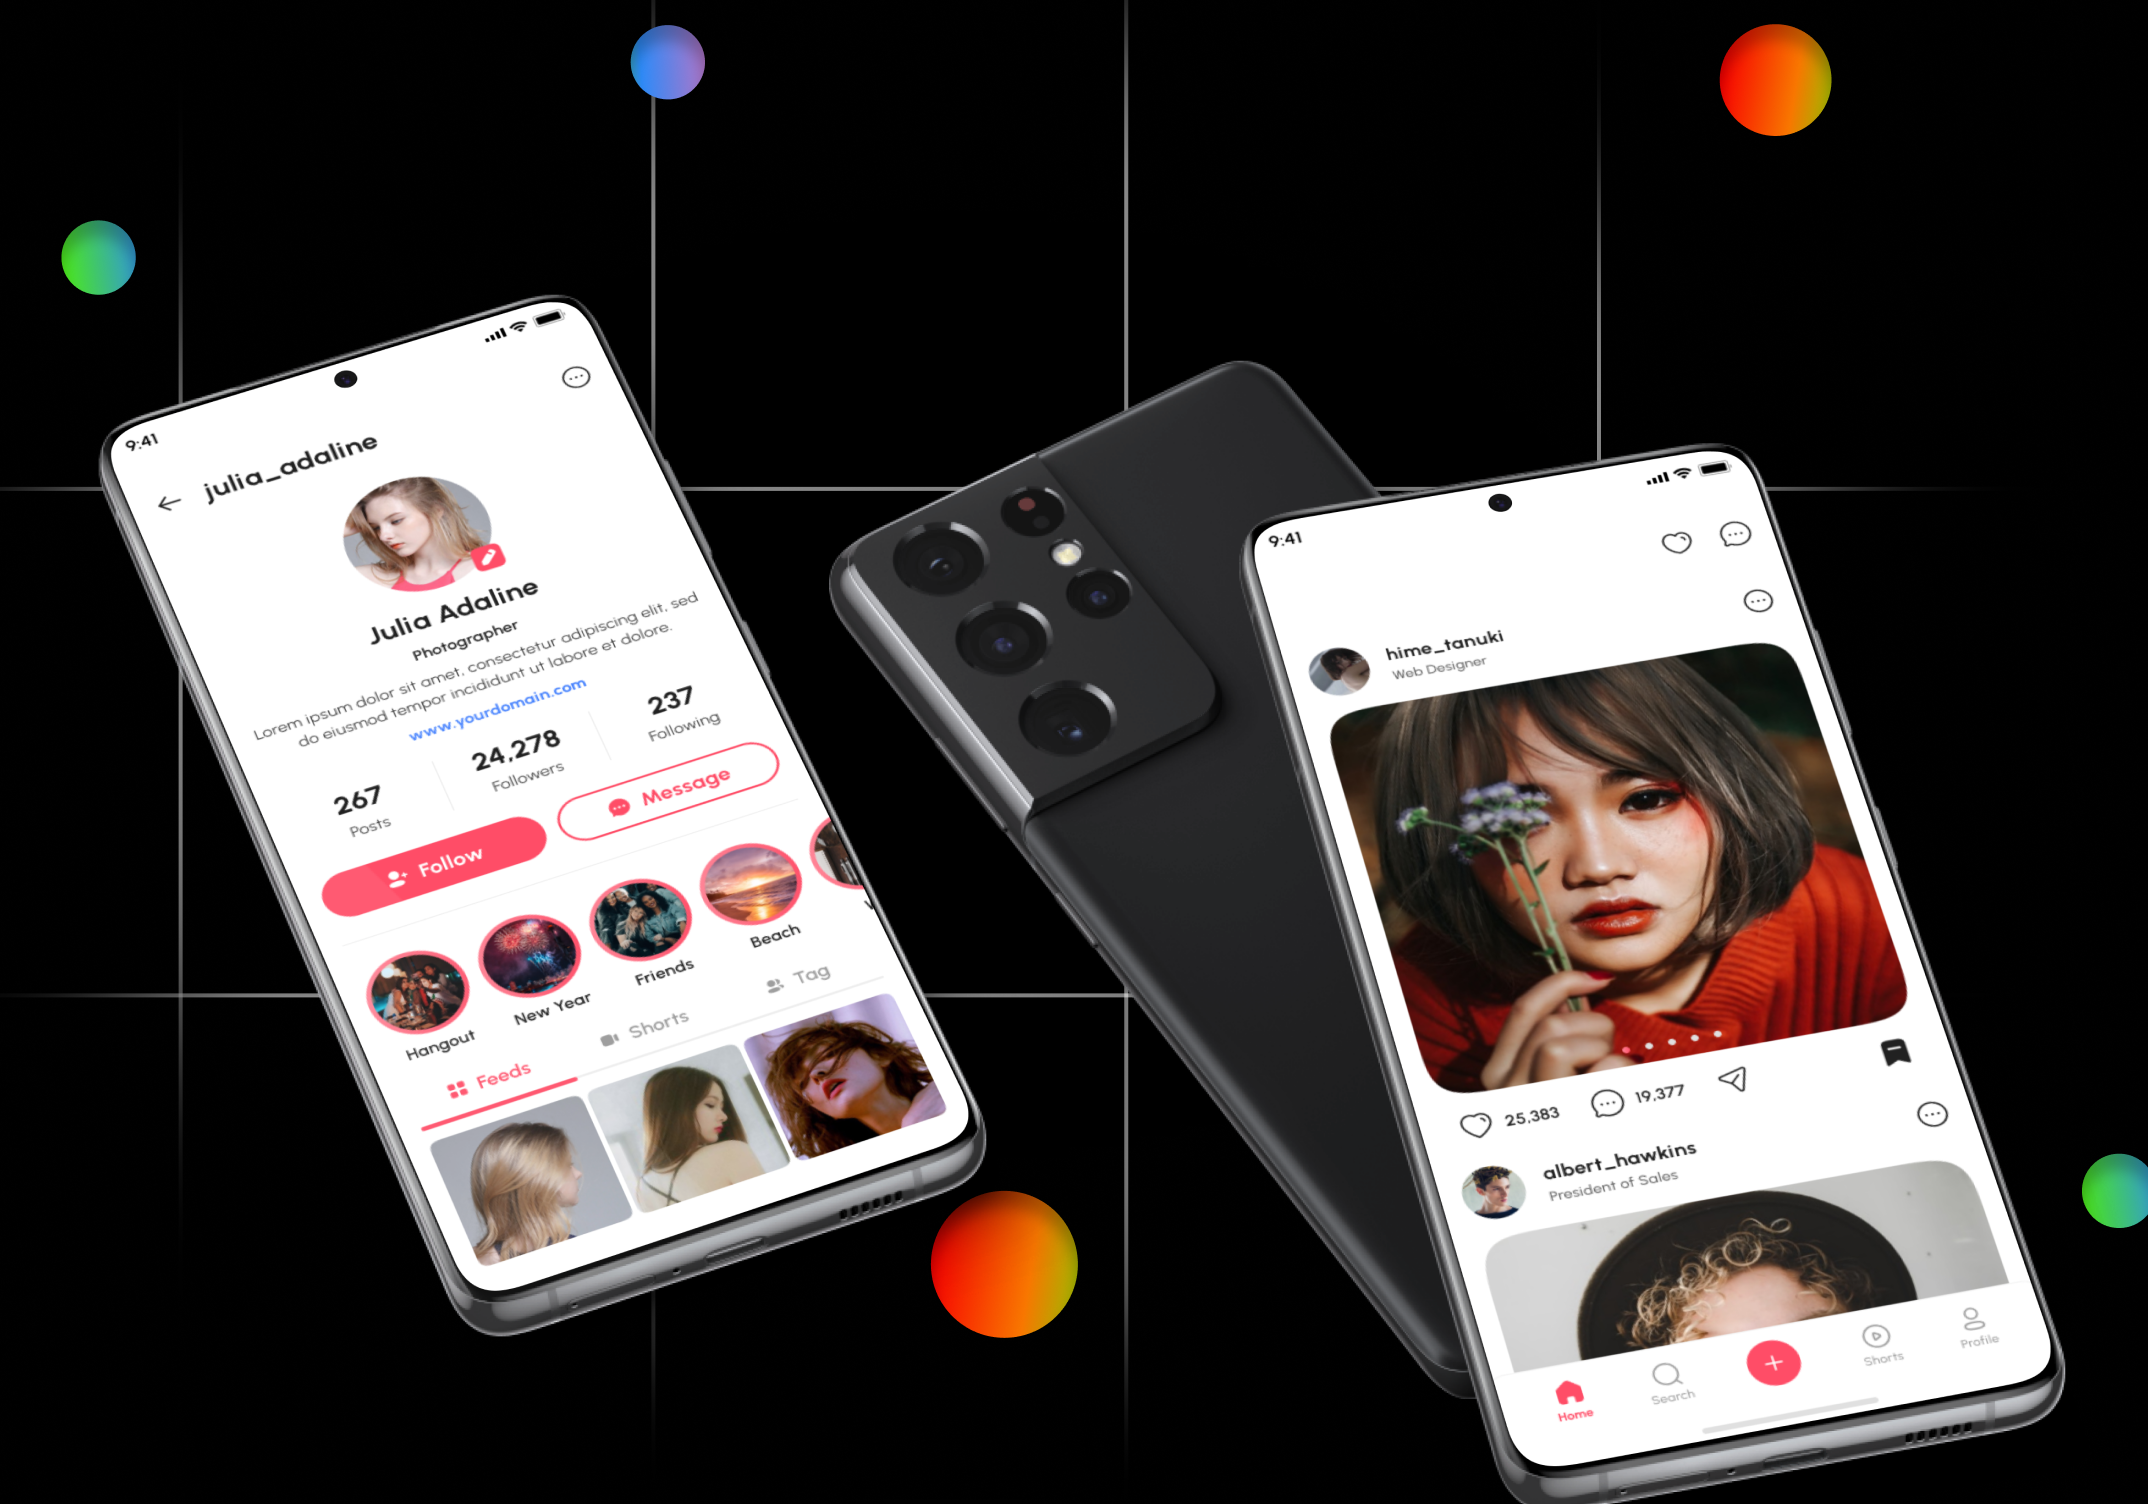 9:41
julia_adaline
Julia Adaline
Photographer
Lorem ipsum dolor sit amet, consectetur adipiscing elit, sed
do eiusmod tempor incididunt ut labore et dolore.
www.yourdomain.com
267
Posts
24,278
Followers
237
Following
Follow
Message
Hangout
New Year
Friends
Beach
Feeds
Shorts
Tag
9:41
hime_tanuki
Web Designer
25,383
19,377
albert_hawkins
President of Sales
Home
Search
Shorts
Profile